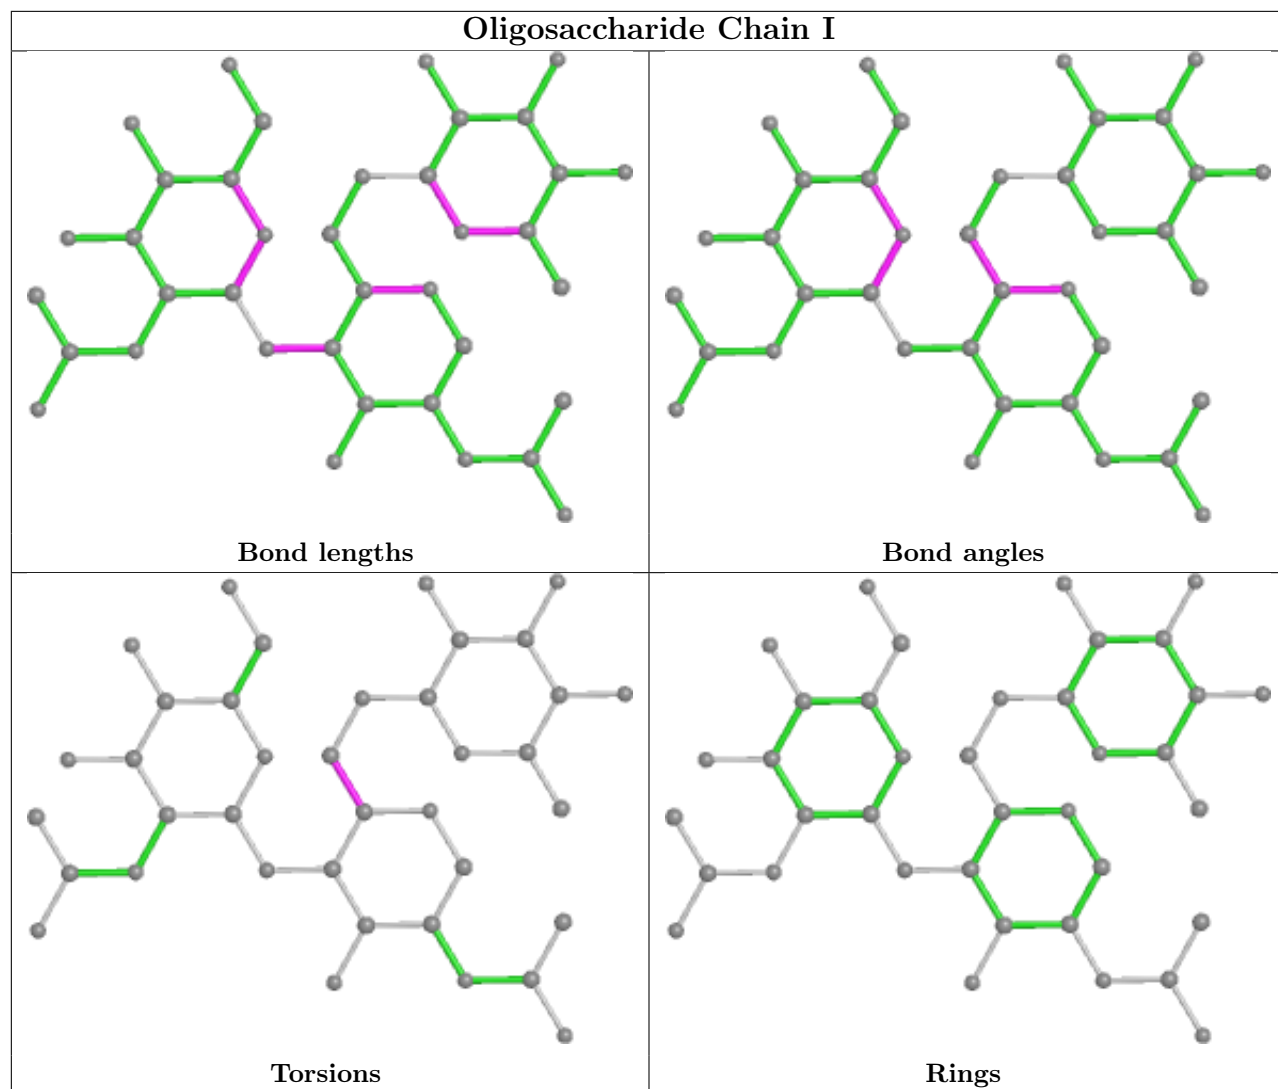 Oligosaccharide Chain I
Bond lengths
Bond angles
Torsions
Rings